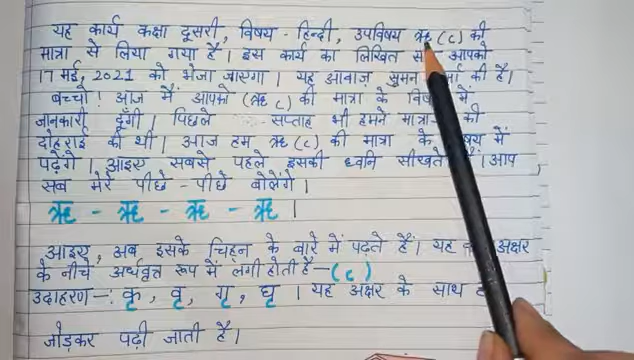 यह कार्य कक्षा दूसरी, विषय - हिन्दी, उपविषय ऋ (ृ) की
मात्रा से लिया गया है। इस कार्य का लिखित आपको
17 मई, 2021 को भेजा जाएगा। यह आवाज़ सुमन की है।
बच्चो! आज मैं आपको (ऋ ृ) की मात्रा के में
जानकारी दूँगी। पिछले सप्ताह भी हमने मात्रा की
दोहराई की थी। आज हम ऋ (ृ) की मात्रा के में
पढ़ेंगे। आइए सबसे पहले इसकी ध्वनि सीखते । आप
सब मेरे पीछे - पीछे बोलेंगे।
ऋ - ऋ - ऋ - ऋ।
आइए, अब इसके चिह्न के बारे में पढ़ते हैं। यह अक्षर
के नीचे अर्धवृत्त रूप में लगी होती है - (ृ)
उदाहरण -: कृ, वृ, गृ, घृ। यह अक्षर के साथ
जोड़कर पढ़ी जाती है।